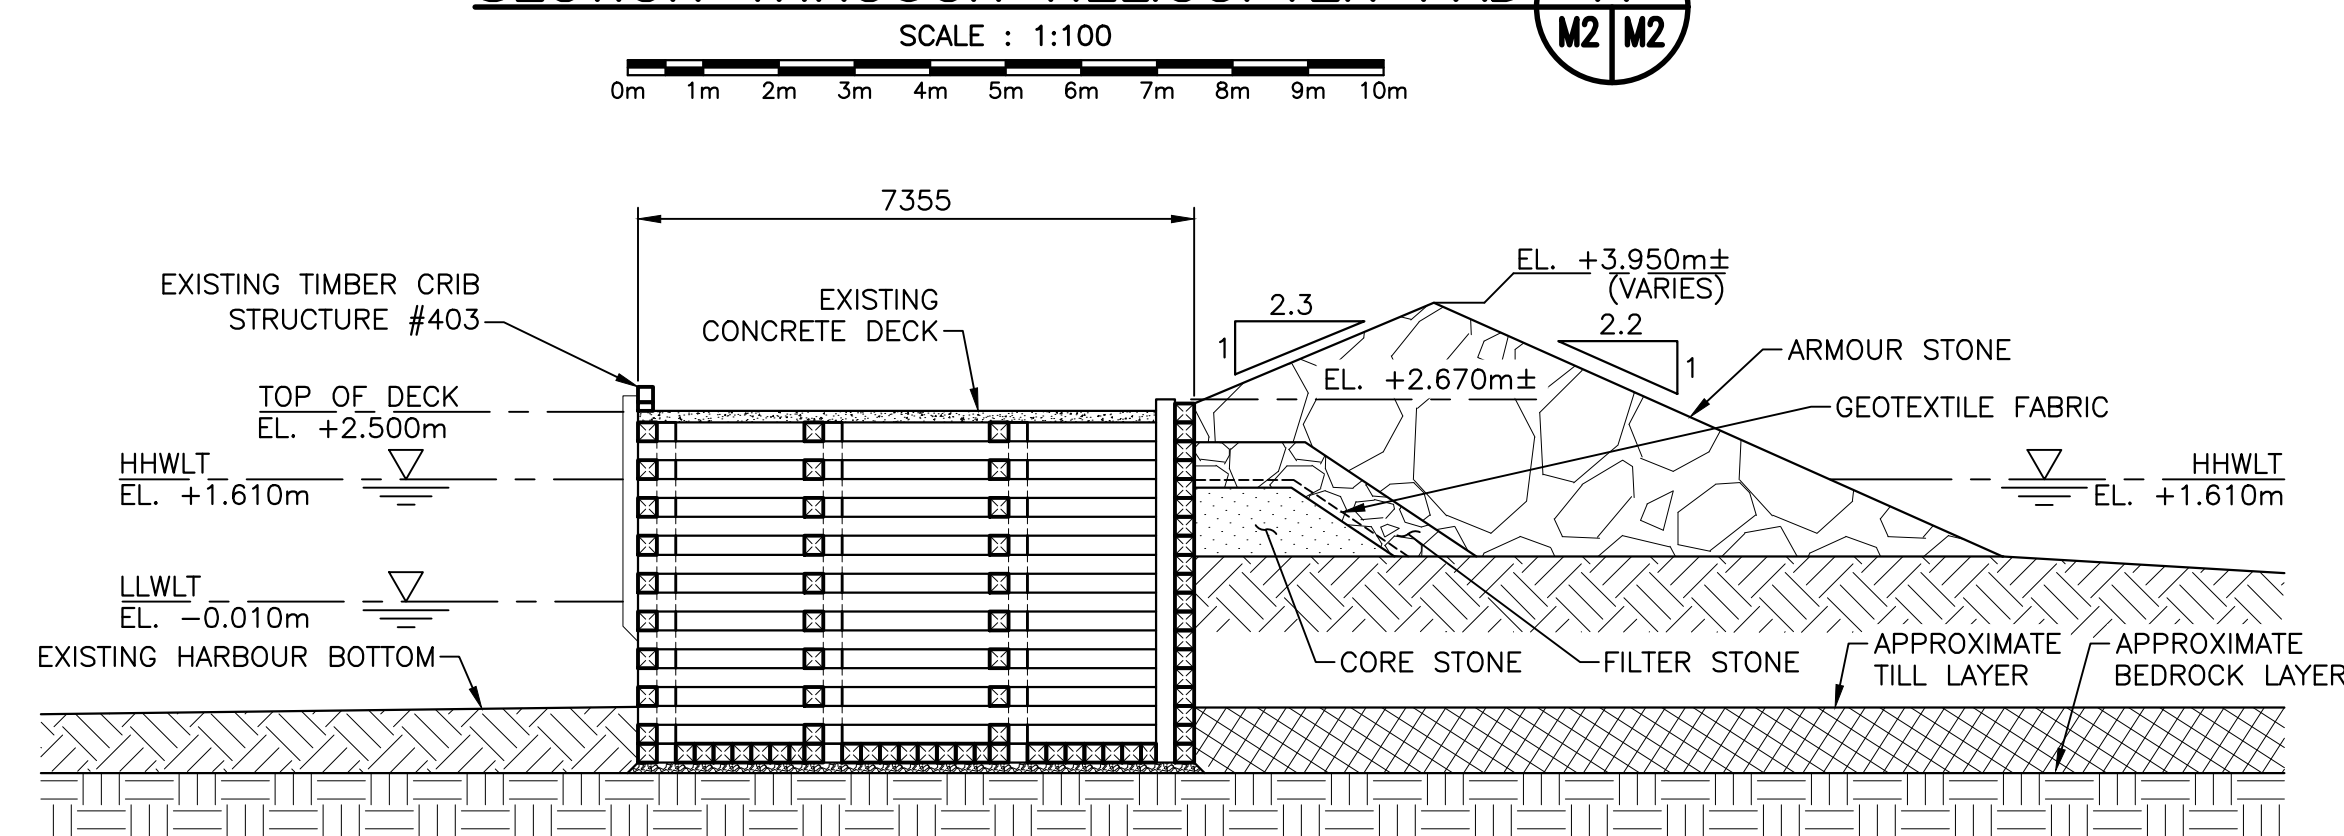 SCALE : 1:100
0m 1m 2m 3m 4m 5m 6m 7m 8m 9m 10m
M2 M2
7355
EXISTING TIMBER CRIB
STRUCTURE #403
EXISTING
CONCRETE DECK
EL. +3.950m±
(VARIES)
2.3
1
2.2
1
ARMOUR STONE
TOP OF DECK
EL. +2.500m
EL. +2.670m±
GEOTEXTILE FABRIC
HHWLT
EL. +1.610m
HHWLT
EL. +1.610m
LLWLT
EL. -0.010m
EXISTING HARBOUR BOTTOM
CORE STONE
FILTER STONE
APPROXIMATE
TILL LAYER
APPROXIMATE
BEDROCK LAYER